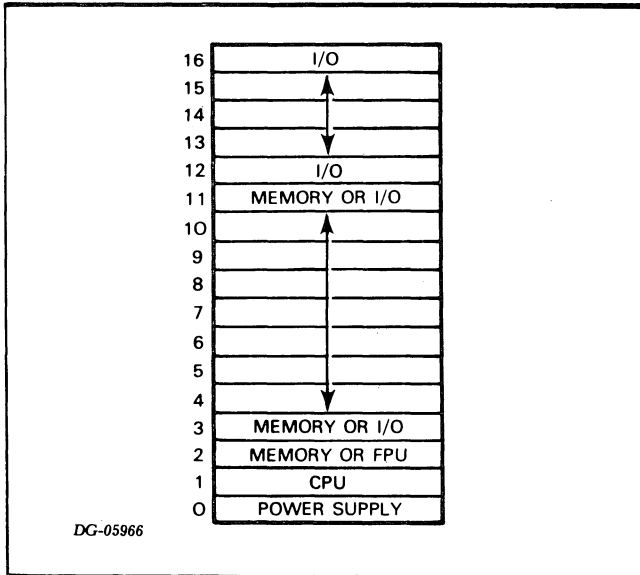 16 I/O
15
14
13
12 I/O
11 MEMORY OR I/O
10
9
8
7
6
5
4
3 MEMORY OR I/O
2 MEMORY OR FPU
1 CPU
0 POWER SUPPLY
DG-05966